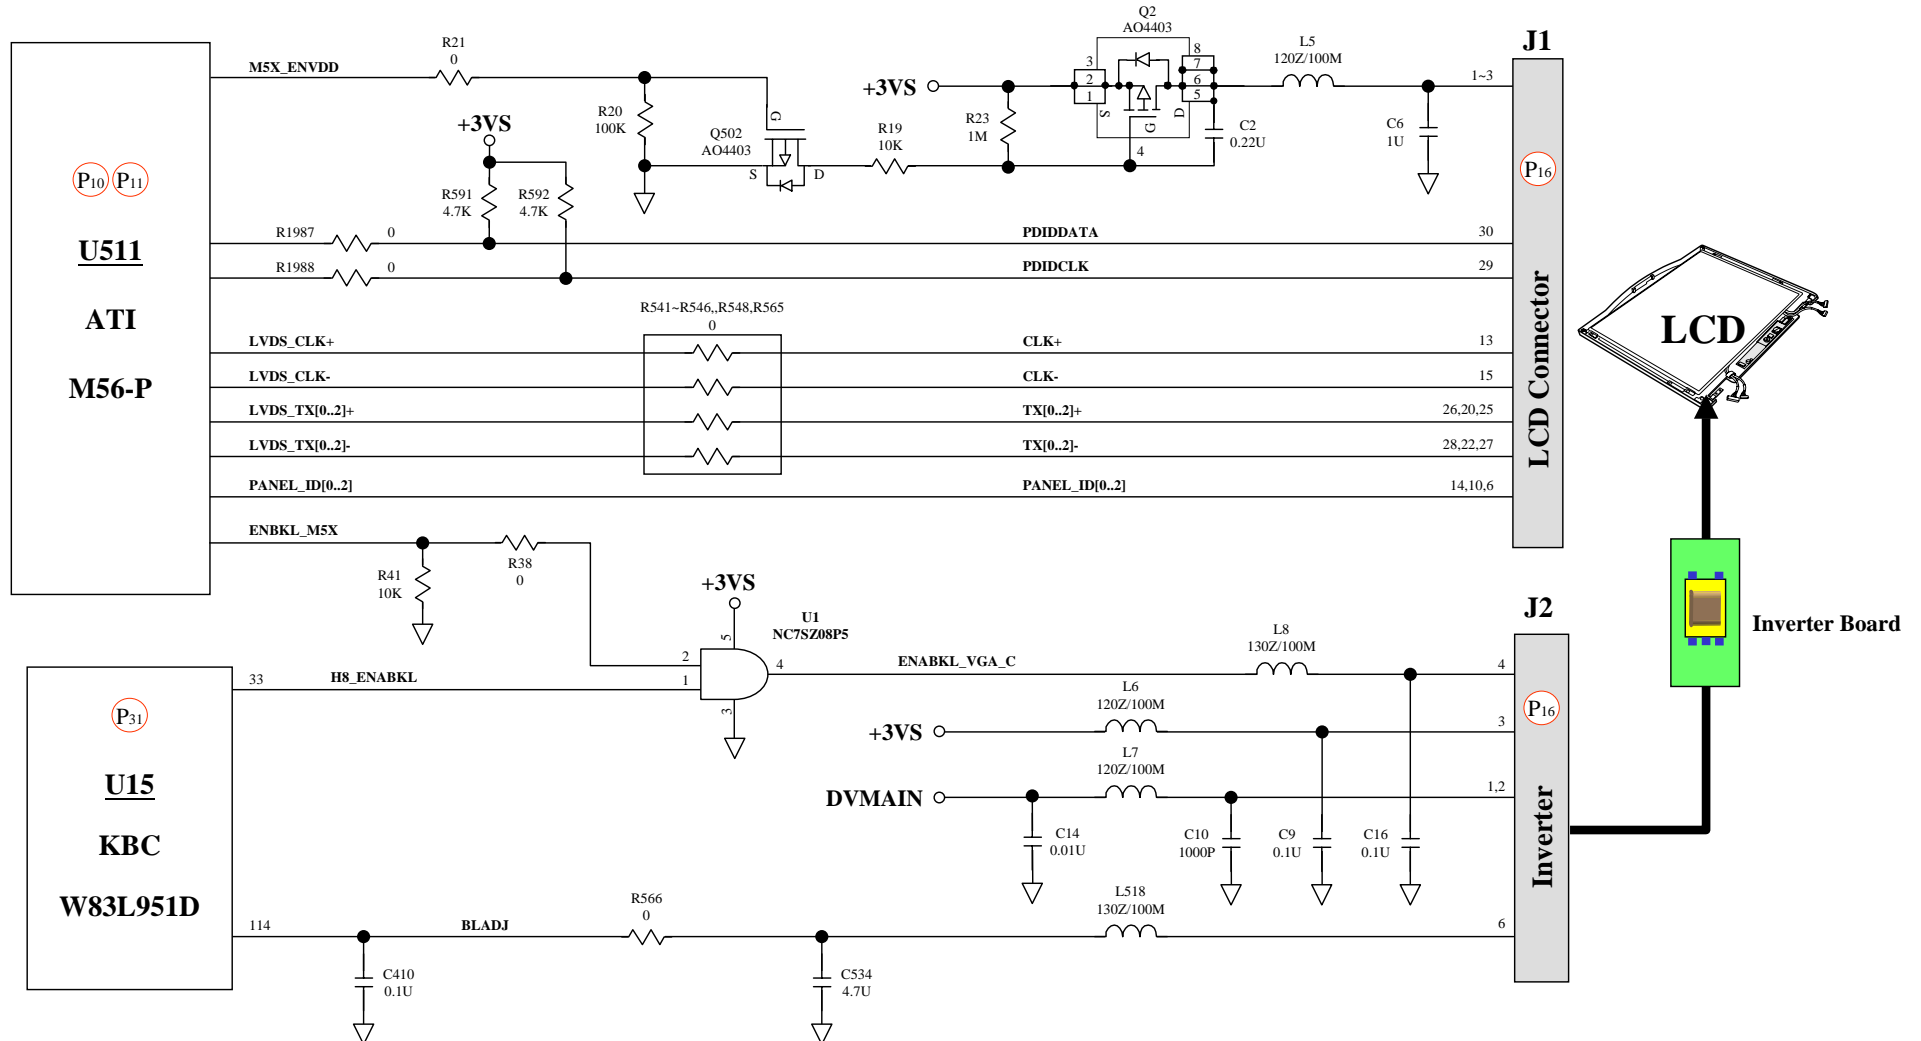 M5X_ENVDD
R21
0
R20
100K
G
Q502
AO4403
S
D
R19
10K
+3VS
R23
1M
Q2
AO4403
3
2
1
S
G
D
4
8
7
6
5
C2
0.22U
L5
120Z/100M
C6
1U
1~3
J1
P10
P11
U511
ATI
M56-P
+3VS
R591
4.7K
R592
4.7K
R1987
0
PDIDDATA
30
R1988
0
PDIDCLK
29
R541~R546,,R548,R565
0
LVDS_CLK+
CLK+
13
LVDS_CLK-
CLK-
15
LVDS_TX[0..2]+
TX[0..2]+
26,20,25
LVDS_TX[0..2]-
TX[0..2]-
28,22,27
PANEL_ID[0..2]
PANEL_ID[0..2]
14,10,6
P16
LCD Connector
LCD
ENBKL_M5X
R41
10K
R38
0
+3VS
5
U1
NC7SZ08P5
2
1
4
3
ENABKL_VGA_C
L8
130Z/100M
4
J2
Inverter Board
33
H8_ENABKL
P31
U15
KBC
W83L951D
+3VS
L6
120Z/100M
3
P16
DVMAIN
L7
120Z/100M
1,2
C14
0.01U
C10
1000P
C9
0.1U
C16
0.1U
Inverter
114
BLADJ
R566
0
L518
130Z/100M
6
C410
0.1U
C534
4.7U